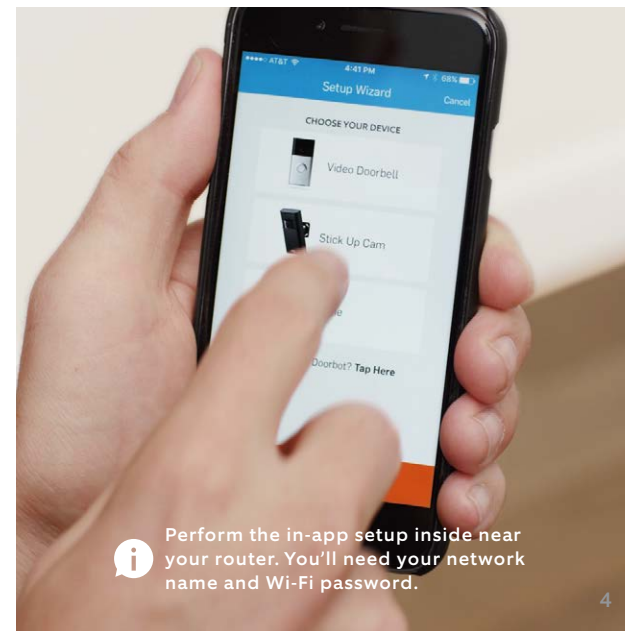 AT&T 4:41 PM 68%
Setup Wizard Cancel
CHOOSE YOUR DEVICE
Video Doorbell
Stick Up Cam
Doorbot? Tap Here
Perform the in-app setup inside near
your router. You'll need your network
name and Wi-Fi password.
4